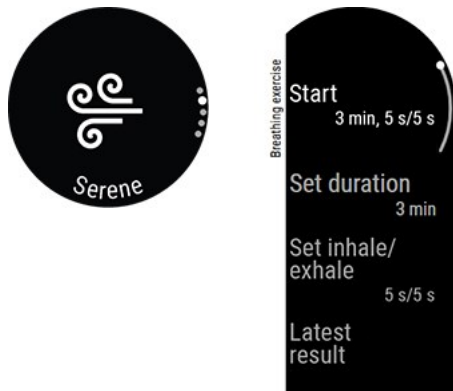 Serene
Breathing exercise
Start
3 min, 5 s/5 s
Set duration
3 min
Set inhale/
exhale
5 s/5 s
Latest
result